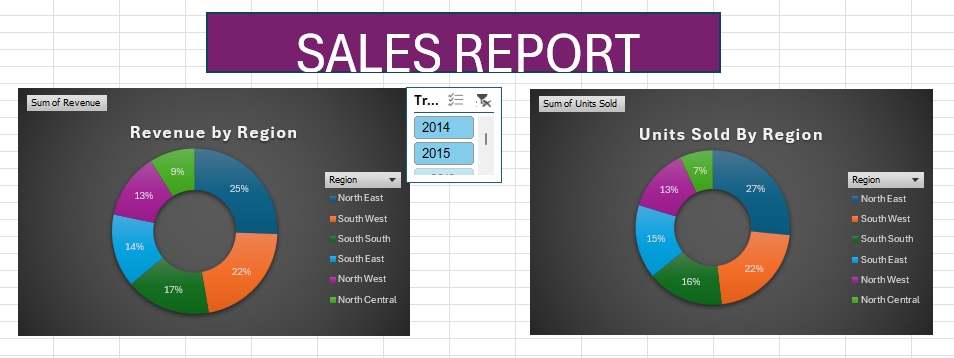 SALES REPORT
Sum of Revenue
Revenue by Region
9%
25%
13%
14%
22%
17%
Region
North East
South West
South South
South East
North West
North Central
Tr...
2014
2015
Sum of Units Sold
Units Sold By Region
7%
27%
13%
15%
22%
16%
Region
North East
South West
South South
South East
North West
North Central